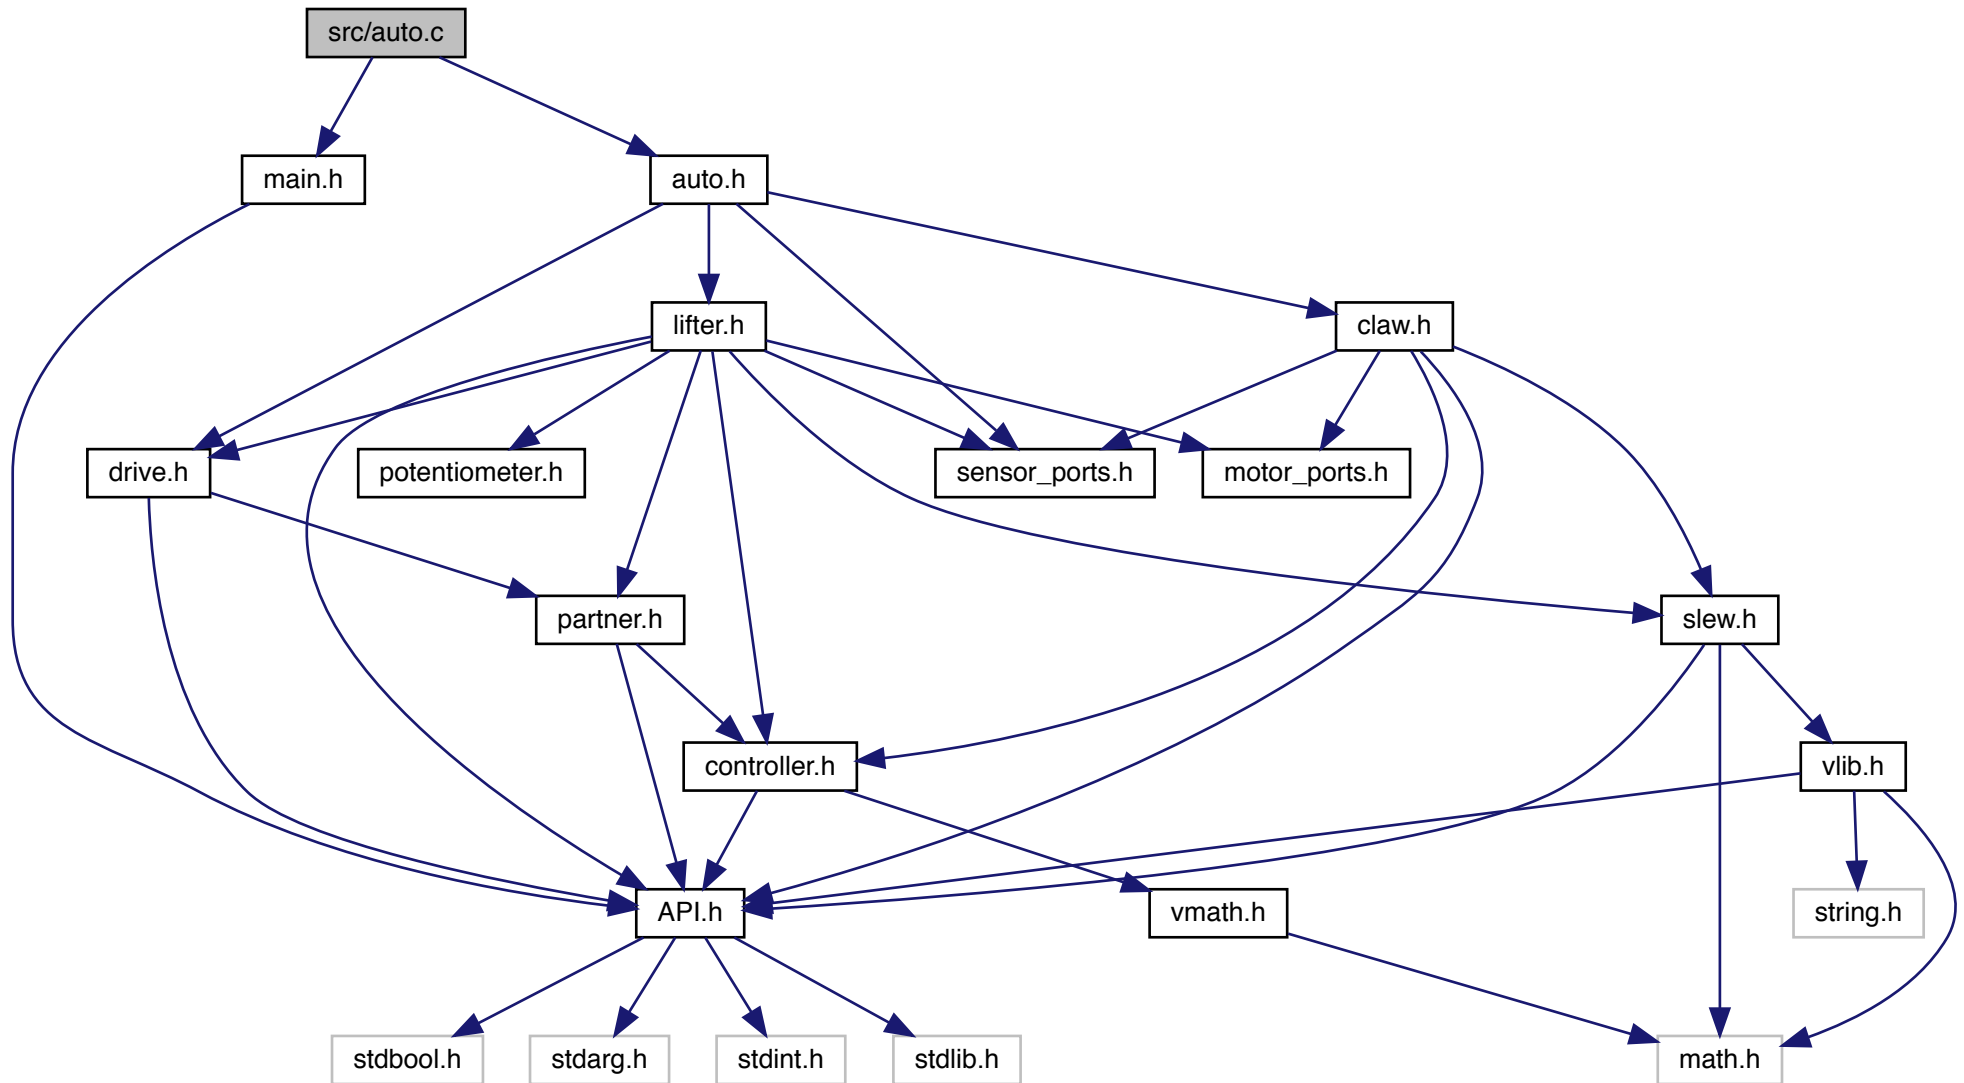 src/auto.c
main.h
auto.h
lifter.h
claw.h
drive.h
potentiometer.h
sensor_ports.h
motor_ports.h
partner.h
slew.h
controller.h
vlib.h
API.h
vmath.h
string.h
stdbool.h
stdarg.h
stdint.h
stdlib.h
math.h